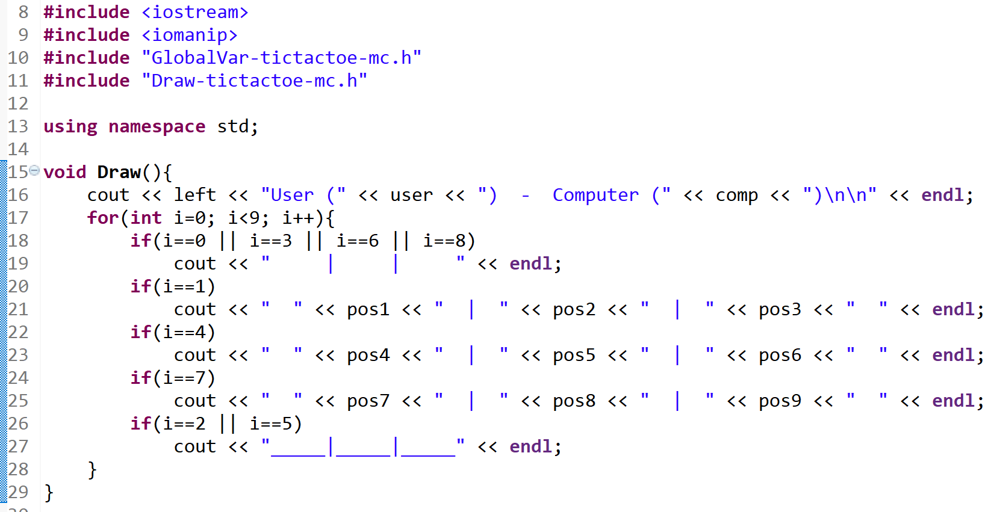 8 #include <iostream>
9 #include <iomanip>
10 #include "GlobalVar-tictactoe-mc.h"
11 #include "Draw-tictactoe-mc.h"
12
13 using namespace std;
14
15 void Draw(){
16     cout << left << "User (" << user << ")  -  Computer (" << comp << ")\n\n" << endl;
17     for(int i=0; i<9; i++){
18         if(i==0 || i==3 || i==6 || i==8)
19             cout << "     |     |     " << endl;
20         if(i==1)
21             cout << "  " << pos1 << "  |  " << pos2 << "  |  " << pos3 << "  " << endl;
22         if(i==4)
23             cout << "  " << pos4 << "  |  " << pos5 << "  |  " << pos6 << "  " << endl;
24         if(i==7)
25             cout << "  " << pos7 << "  |  " << pos8 << "  |  " << pos9 << "  " << endl;
26         if(i==2 || i==5)
27             cout << "_____|_____|_____" << endl;
28     }
29 }